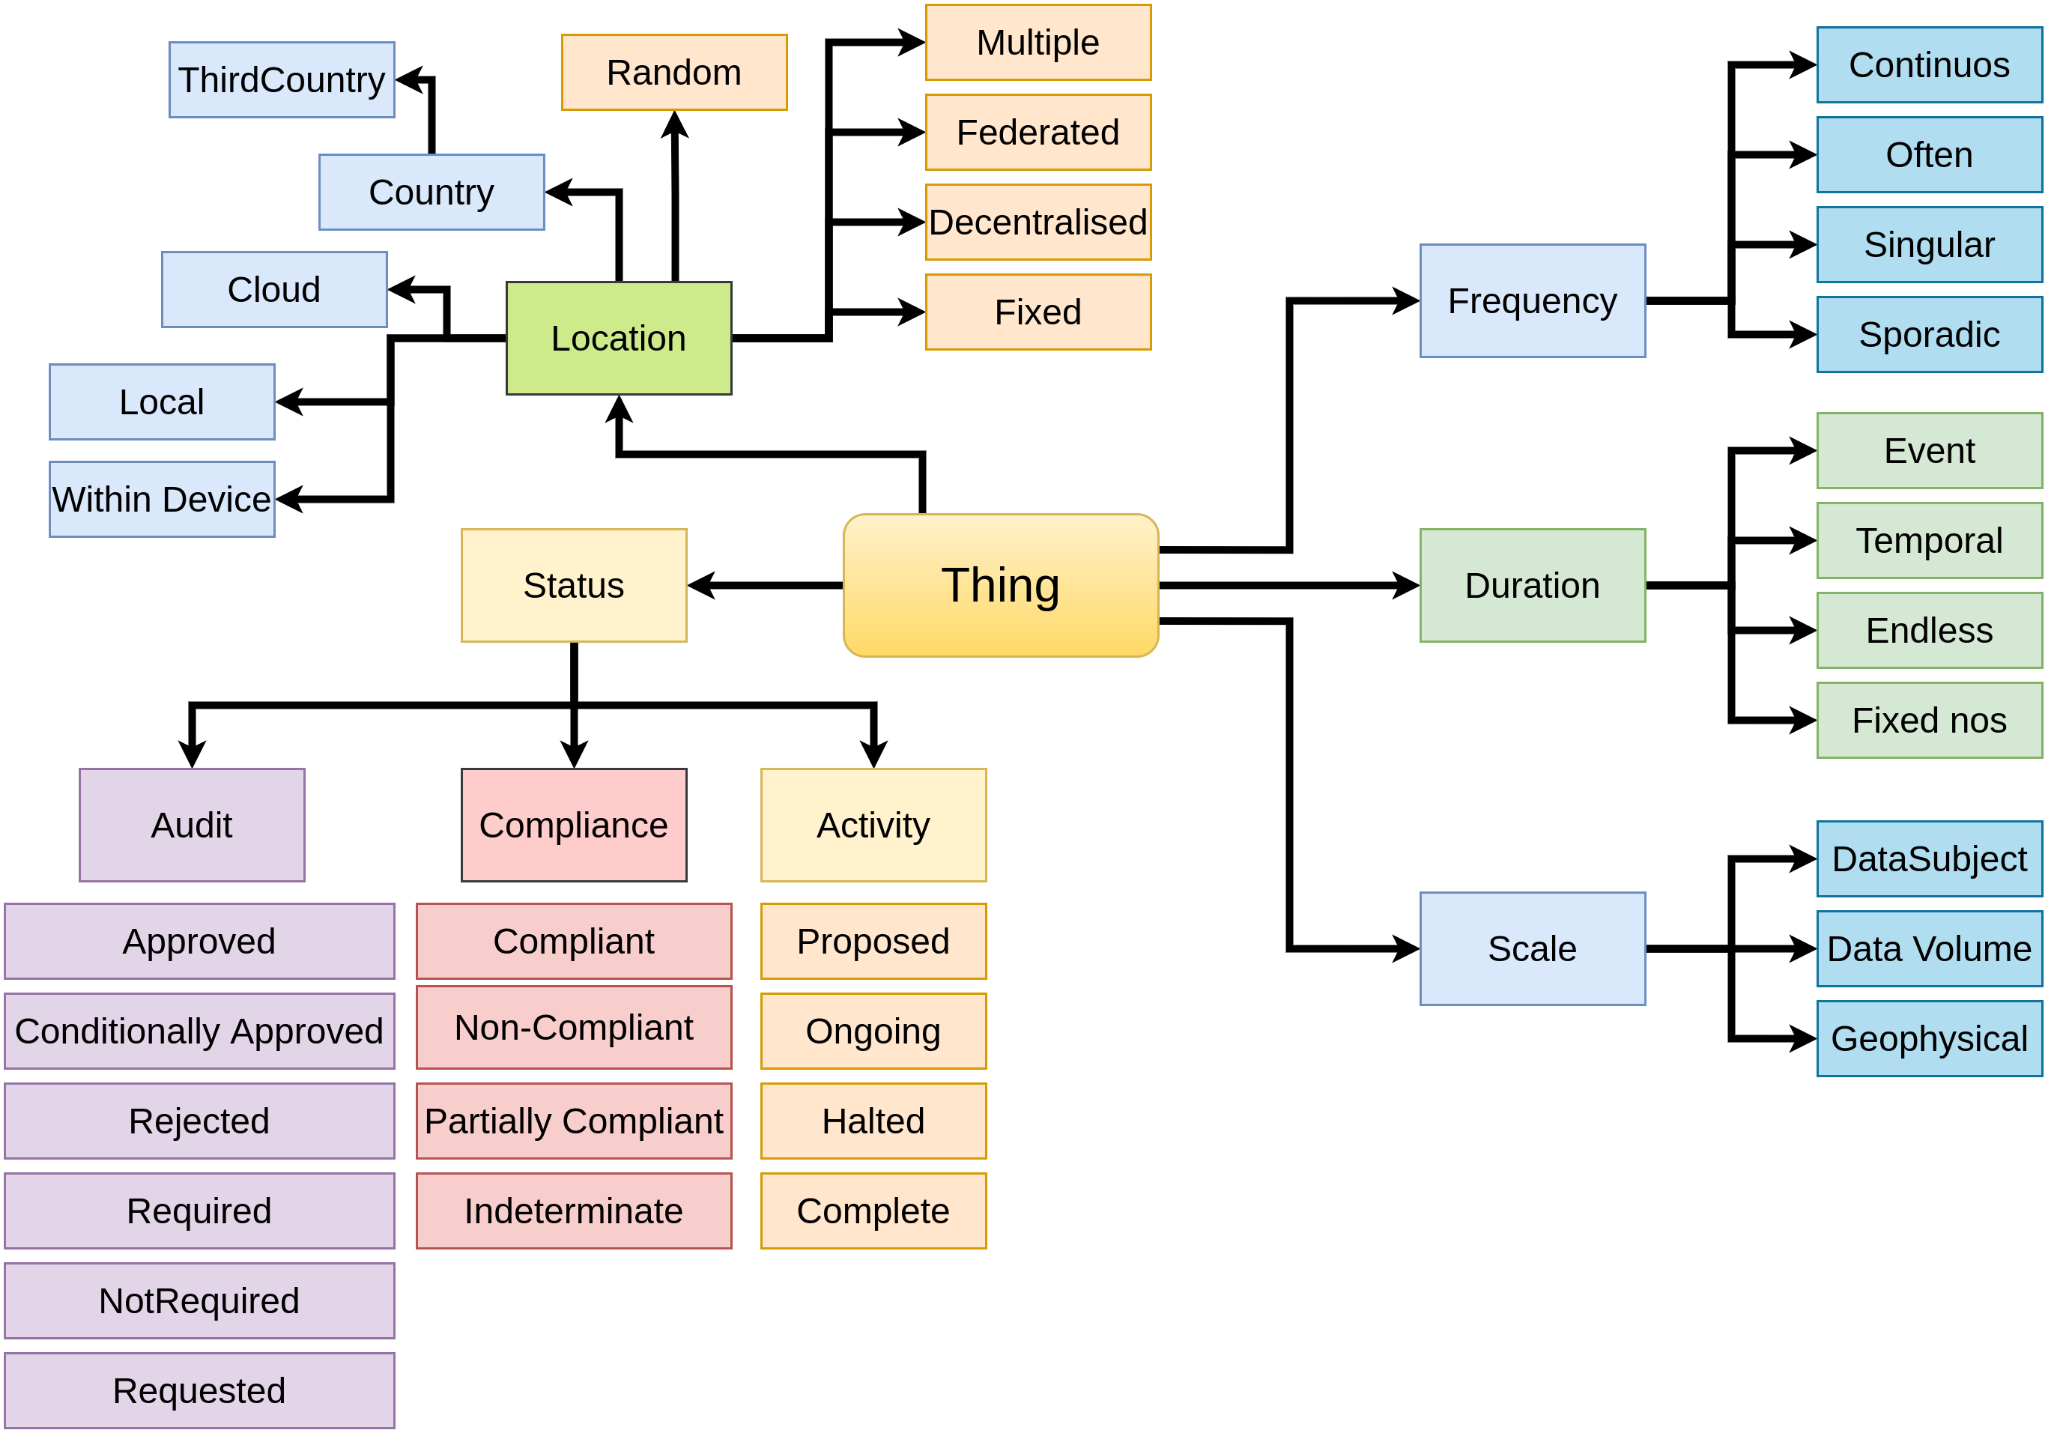 ThirdCountry
Country
Cloud
Local
Within Device
Random
Location
Multiple
Federated
Decentralised
Fixed
Thing
Status
Audit
Approved
Conditionally Approved
Rejected
Required
NotRequired
Requested
Compliance
Compliant
Non-Compliant
Partially Compliant
Indeterminate
Activity
Proposed
Ongoing
Halted
Complete
Frequency
Continuos
Often
Singular
Sporadic
Duration
Event
Temporal
Endless
Fixed nos
Scale
DataSubject
Data Volume
Geophysical